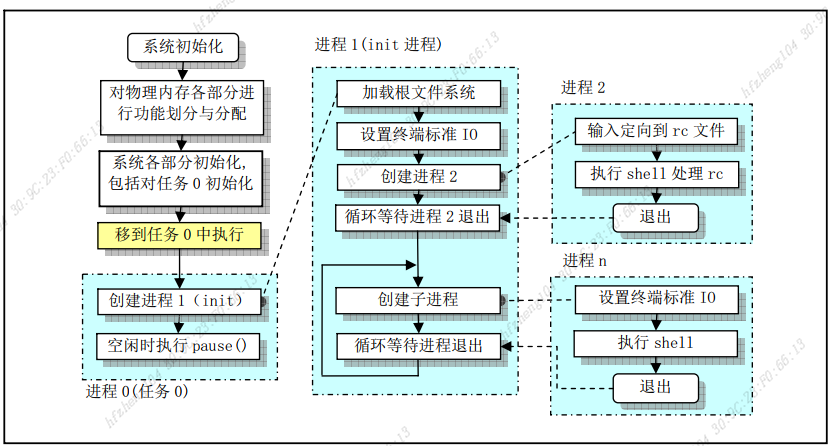 系统初始化
对物理内存各部分进
行功能划分与分配
系统各部分初始化,
包括对任务 0 初始化
移到任务 0 中执行
创建进程 1（init）
空闲时执行 pause()
进程 0(任务 0)
进程 1(init 进程)
加载根文件系统
设置终端标准 IO
创建进程 2
循环等待进程 2 退出
创建子进程
循环等待进程退出
进程 2
输入定向到 rc 文件
执行 shell 处理 rc
退出
进程 n
设置终端标准 IO
执行 shell
退出